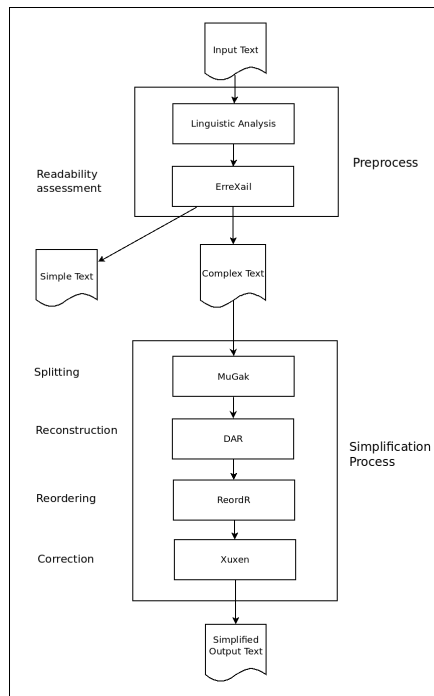 Input Text
Linguistic Analysis
Readability
assessment
Preprocess
ErreXail
Simple Text
Complex Text
Splitting
MuGak
Reconstruction
DAR
Simplification
Process
Reordering
ReordR
Correction
Xuxen
Simplified
Output Text